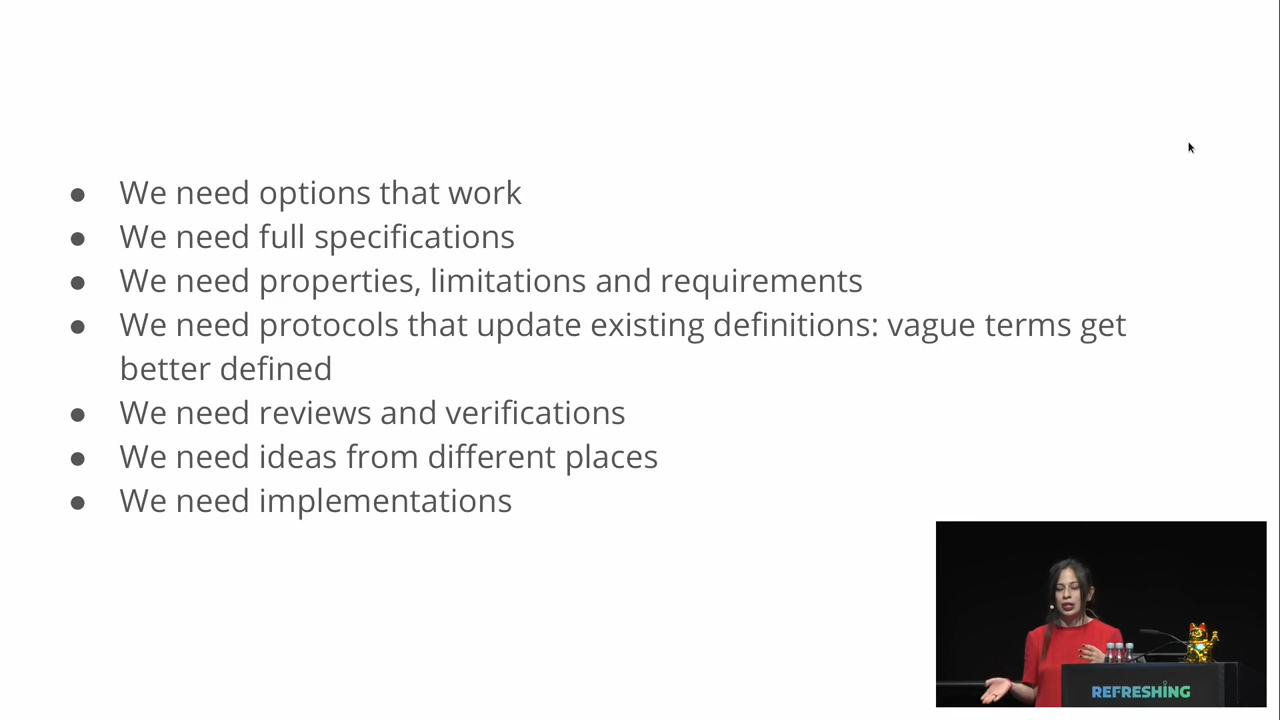 ● We need options that work
● We need full specifications
● We need properties, limitations and requirements
● We need protocols that update existing definitions: vague terms get
better defined
● We need reviews and verifications
● We need ideas from different places
● We need implementations
REFRESHING